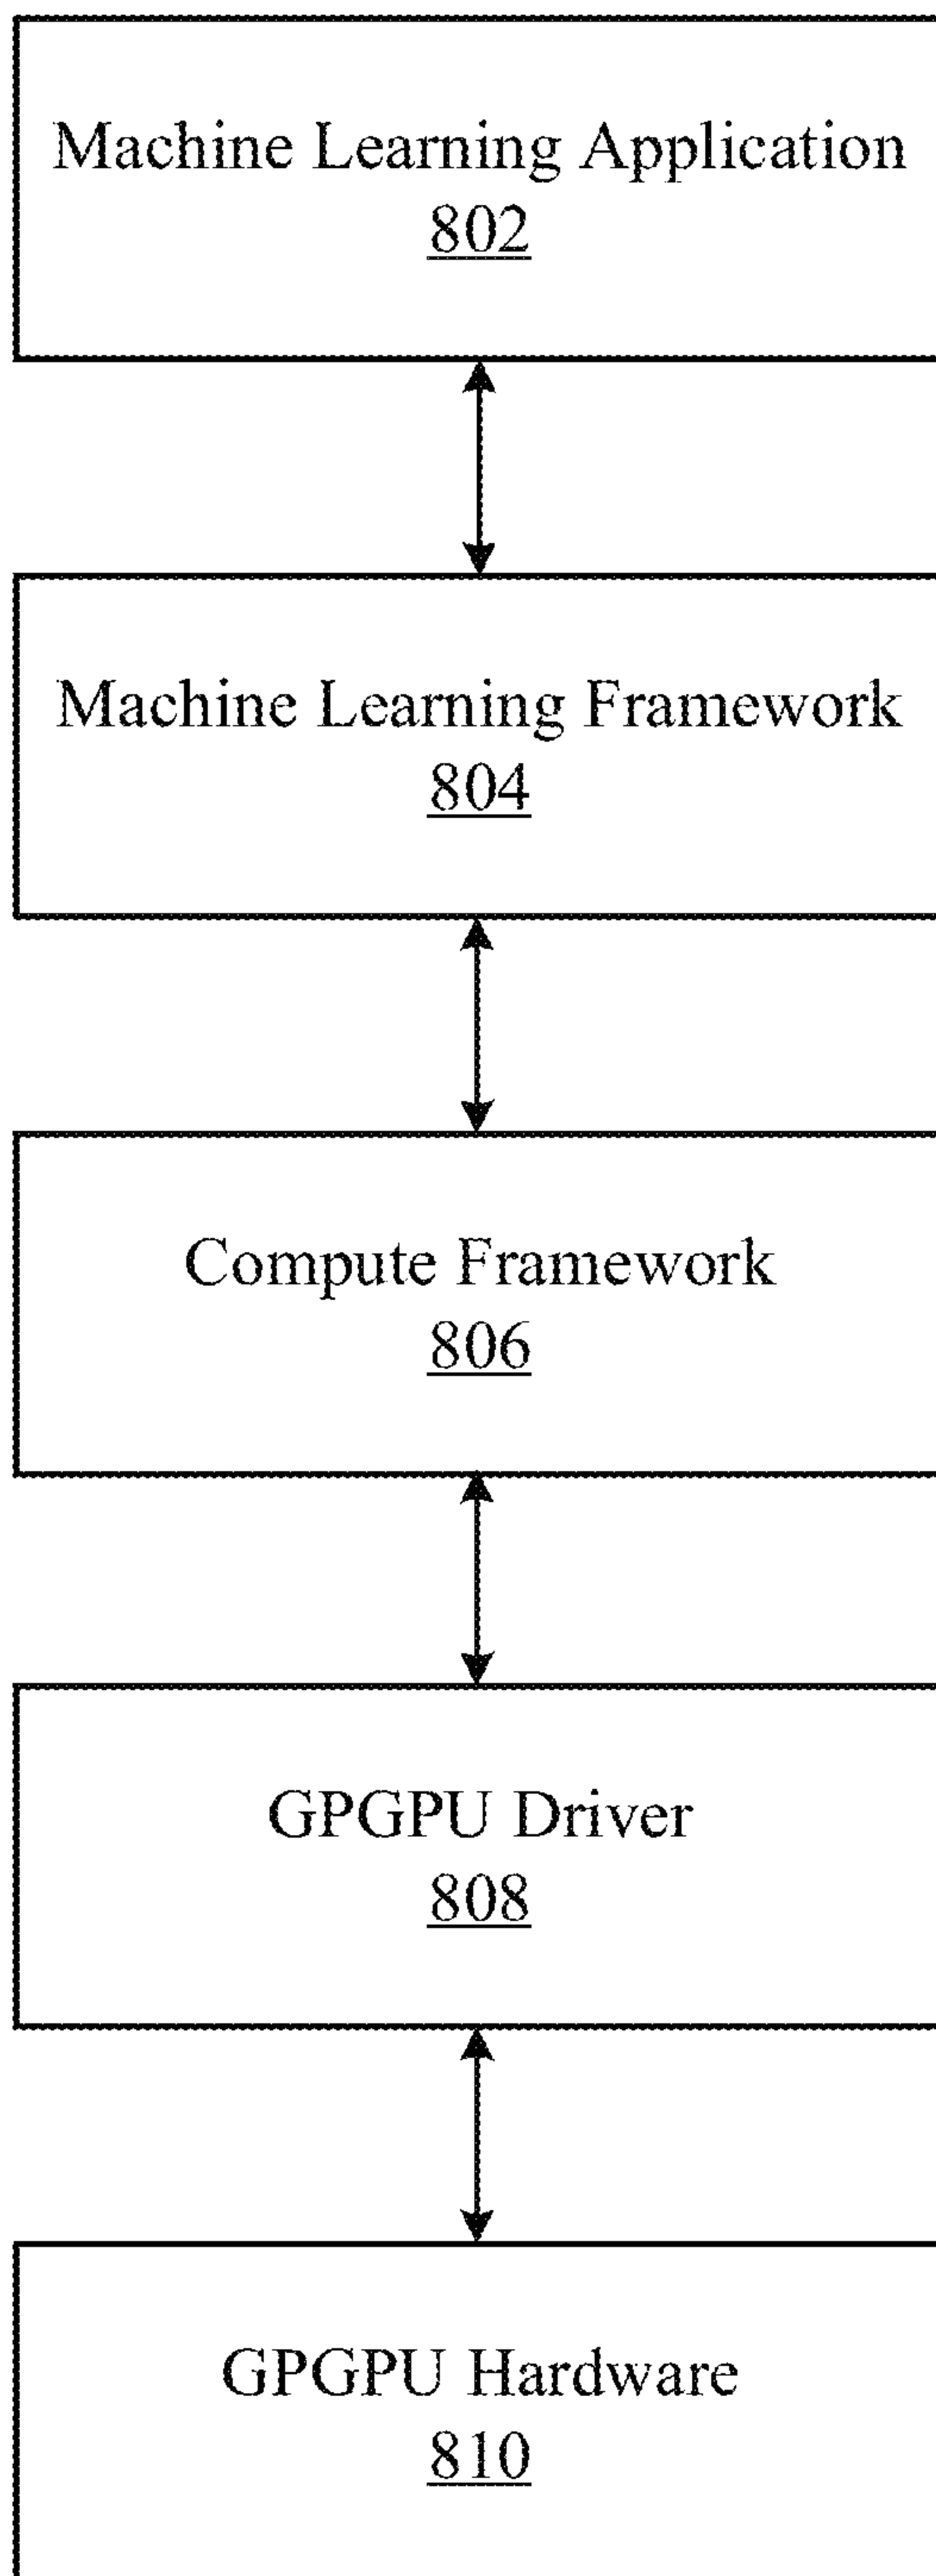 Machine Learning Application
802
Machine Learning Framework
804
Compute Framework
806
GPGPU Driver
808
GPGPU Hardware
810